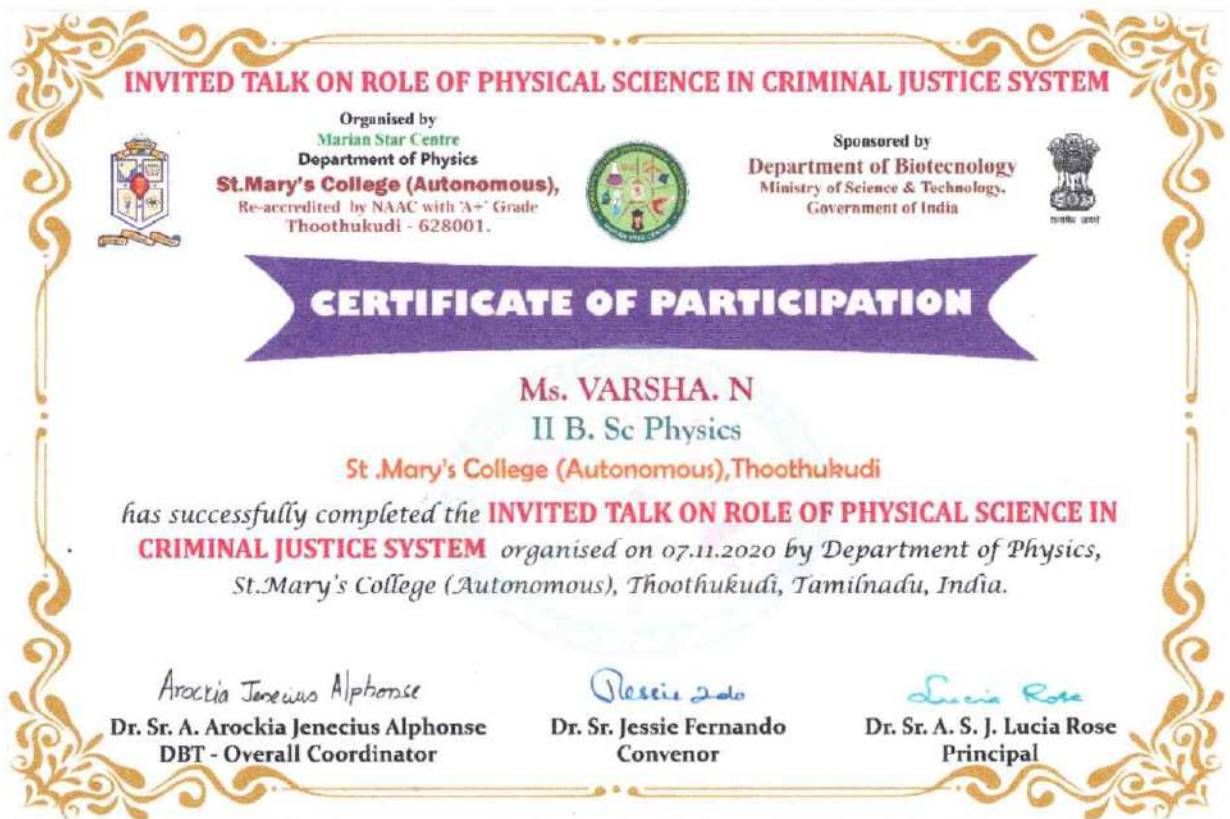 INVITED TALK ON ROLE OF PHYSICAL SCIENCE IN CRIMINAL JUSTICE SYSTEM
Organised by
Marian Star Centre
Department of Physics
St.Mary's College (Autonomous),
Re-accredited by NAAC with 'A+' Grade
Thoothukudi - 628001.
Sponsored by
Department of Biotecnology
Ministry of Science & Technology,
Government of India
सत्यमेव जयते
CERTIFICATE OF PARTICIPATION
Ms. VARSHA. N
II B. Sc Physics
St .Mary's College (Autonomous),Thoothukudi
has successfully completed the INVITED TALK ON ROLE OF PHYSICAL SCIENCE IN
CRIMINAL JUSTICE SYSTEM organised on 07.11.2020 by Department of Physics,
St.Mary's College (Autonomous), Thoothukudi, Tamilnadu, India.
Arockia Jenecius Alphonse
Lucia Rose
Dr. Sr. A. Arockia Jenecius Alphonse
DBT - Overall Coordinator
Dr. Sr. Jessie Fernando
Convenor
Dr. Sr. A. S. J. Lucia Rose
Principal